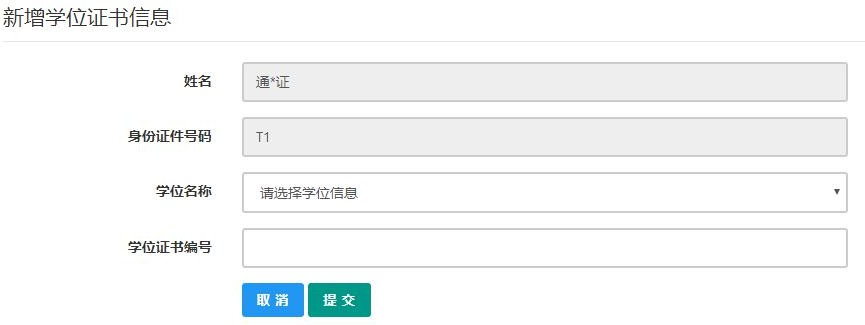 新增学位证书信息
姓名 通*证
身份证件号码 T1
学位名称 请选择学位信息
学位证书编号
取 消 提 交